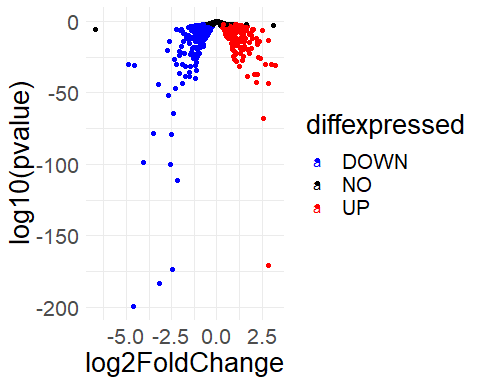 0
-50
-100
-150
-200
log10(pvalue)
-5.0 -2.5 0.0 2.5
log2FoldChange
diffexpressed
a DOWN
a NO
a UP